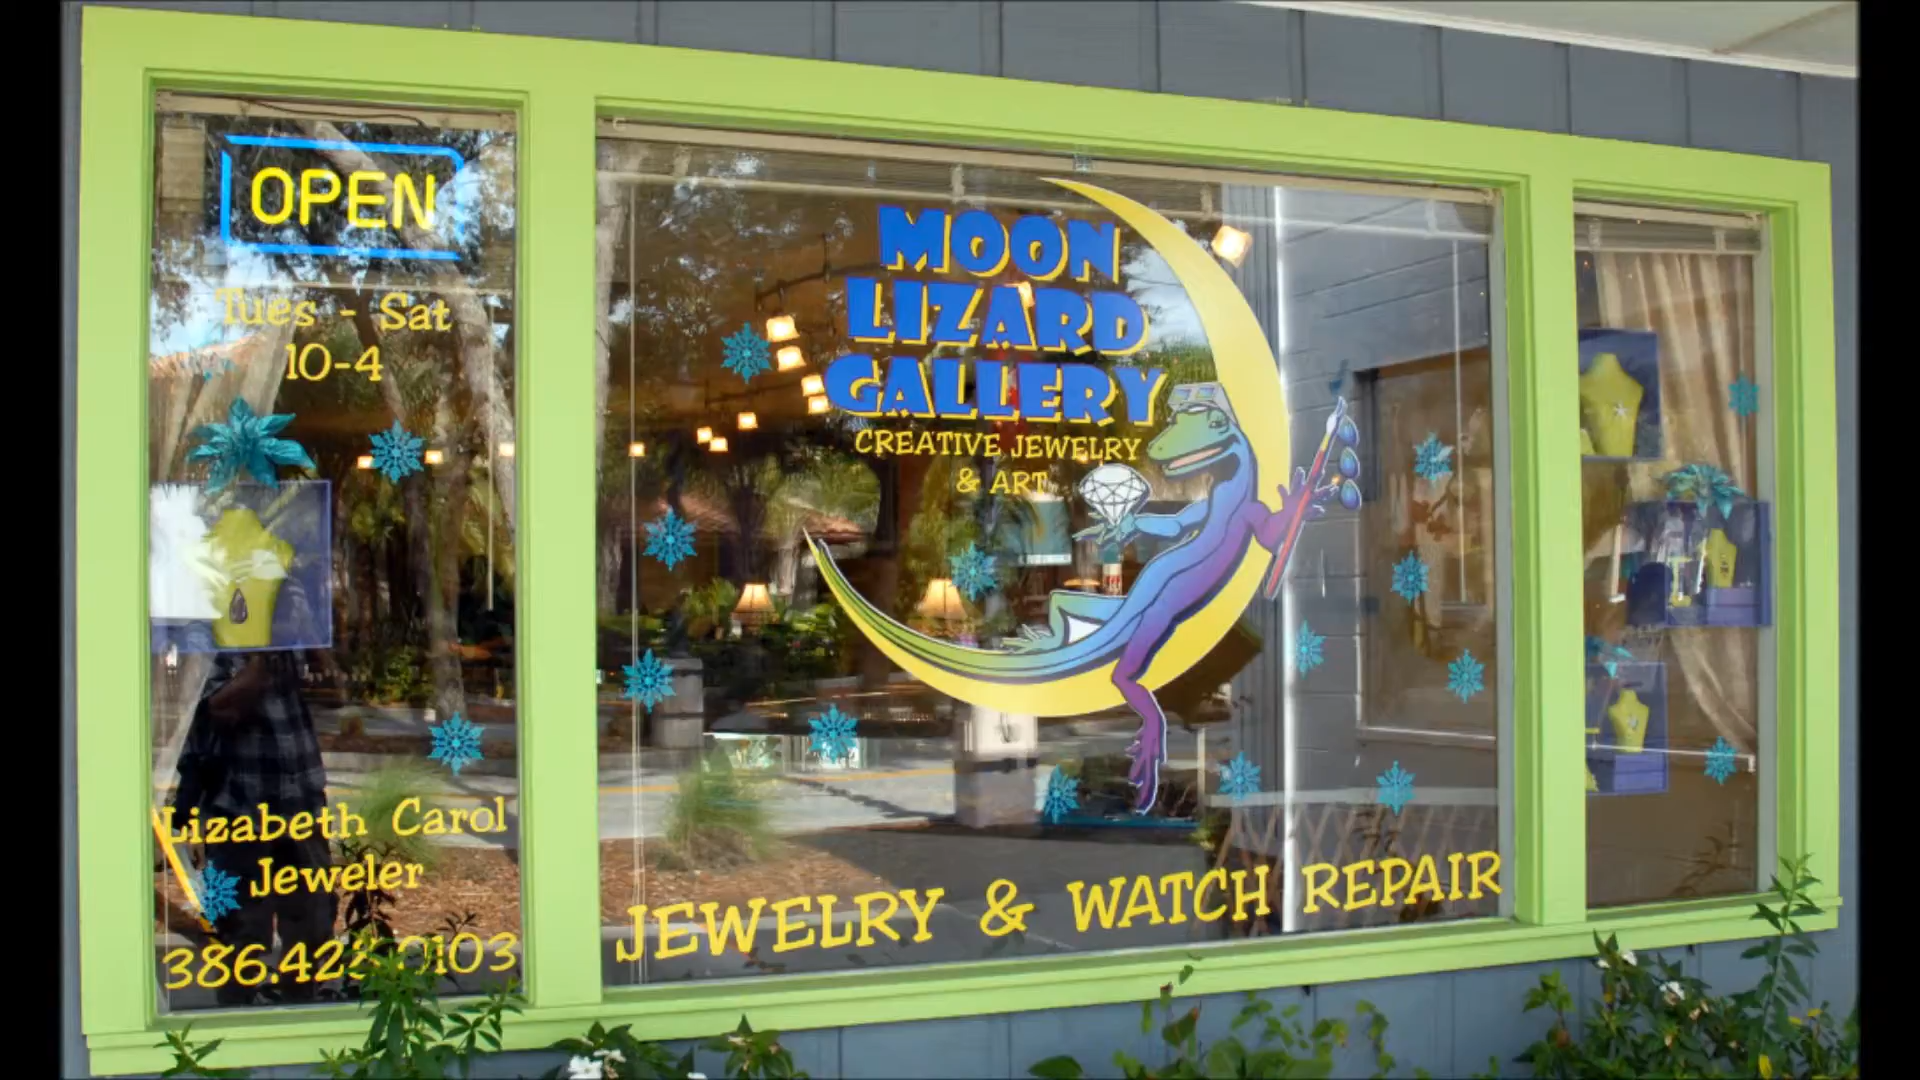 OPEN
Tues - Sat
10-4
Lizabeth Carol
Jeweler
MOON
LIZARD
GALLERY
CREATIVE JEWELRY
& ART
JEWELRY & WATCH REPAIR